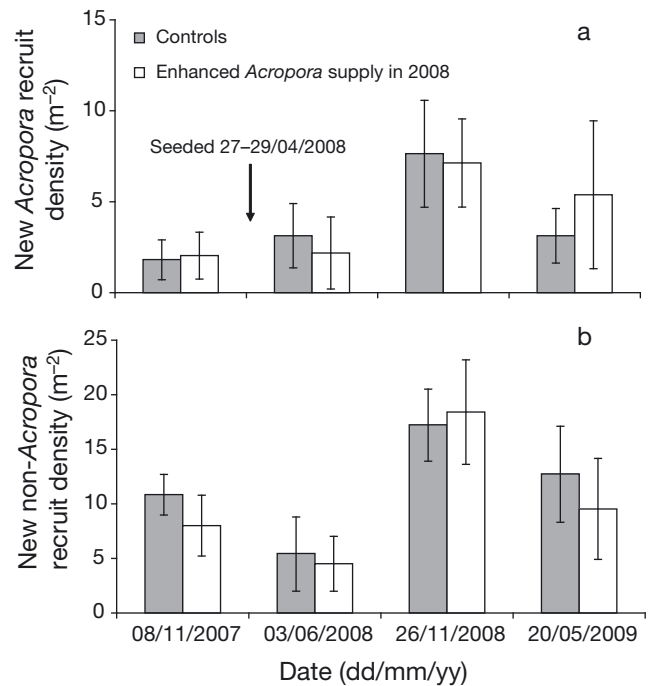 15
10
5
0
New Acropora recruit
density (m⁻²)
a
Controls
Enhanced Acropora supply in 2008
Seeded 27–29/04/2008
25
20
15
10
5
0
New non-Acropora
recruit density (m⁻²)
b
08/11/2007 03/06/2008 26/11/2008 20/05/2009
Date (dd/mm/yy)